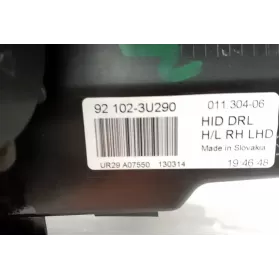 92 102-3U290 011.304-06
HID DRL
H/L RH LHD
Made in Slovakia
UR29 A07550 130314 19:46:48